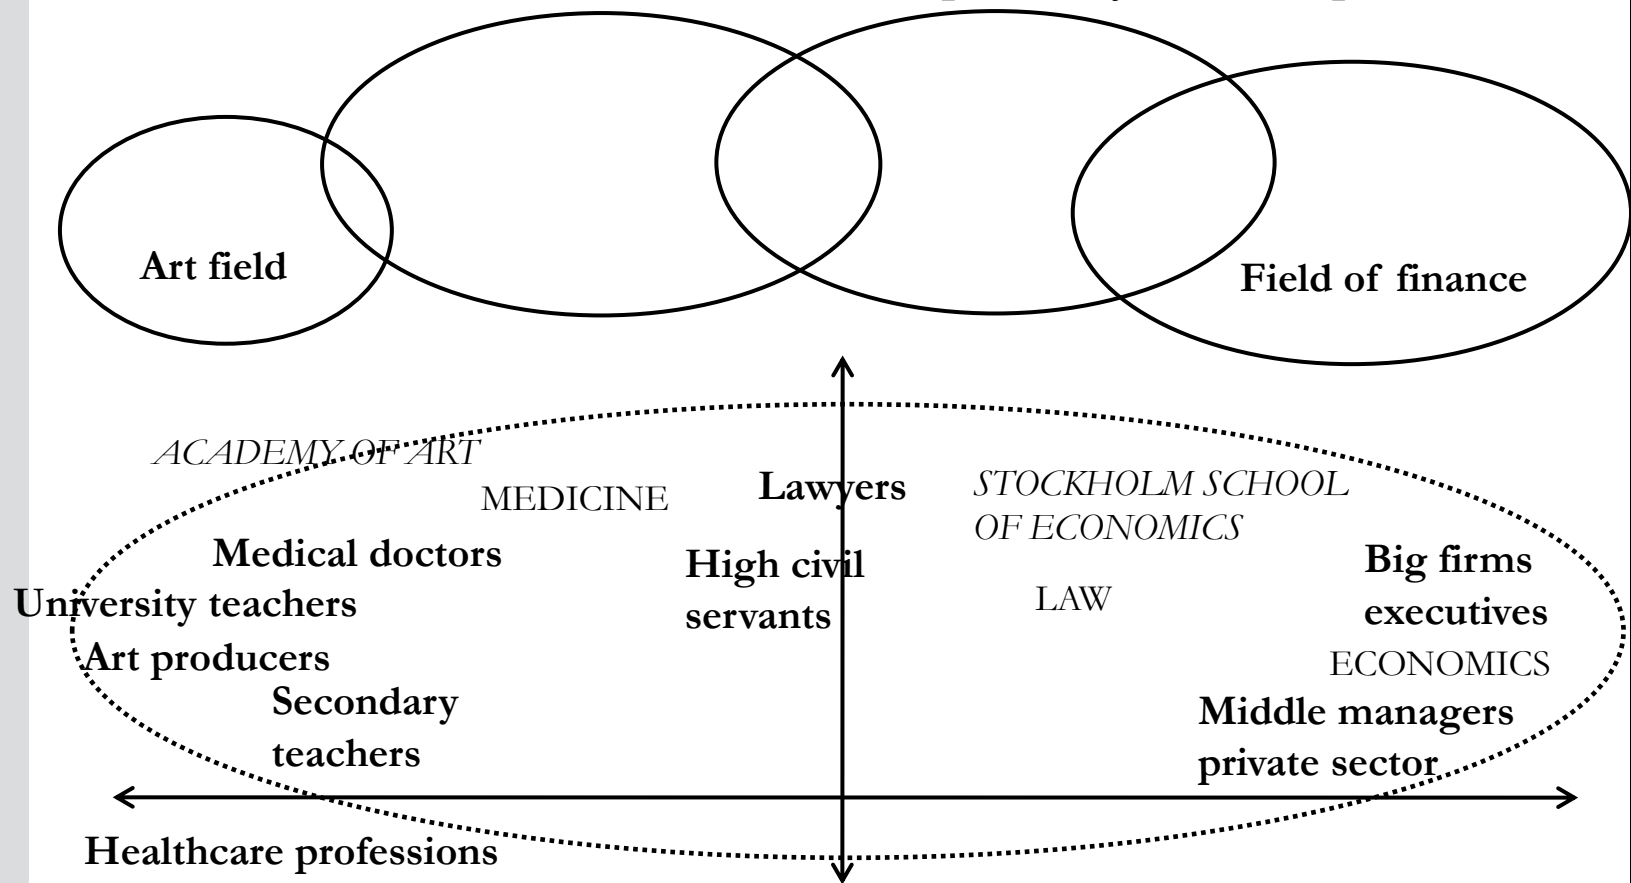 Art field
Field of finance
ACADEMY OF ART
MEDICINE
Lawyers
STOCKHOLM SCHOOL
OF ECONOMICS
Medical doctors
High civil
servants
Big firms
executives
University teachers
LAW
Art producers
ECONOMICS
Secondary
teachers
Middle managers
private sector
Healthcare professions